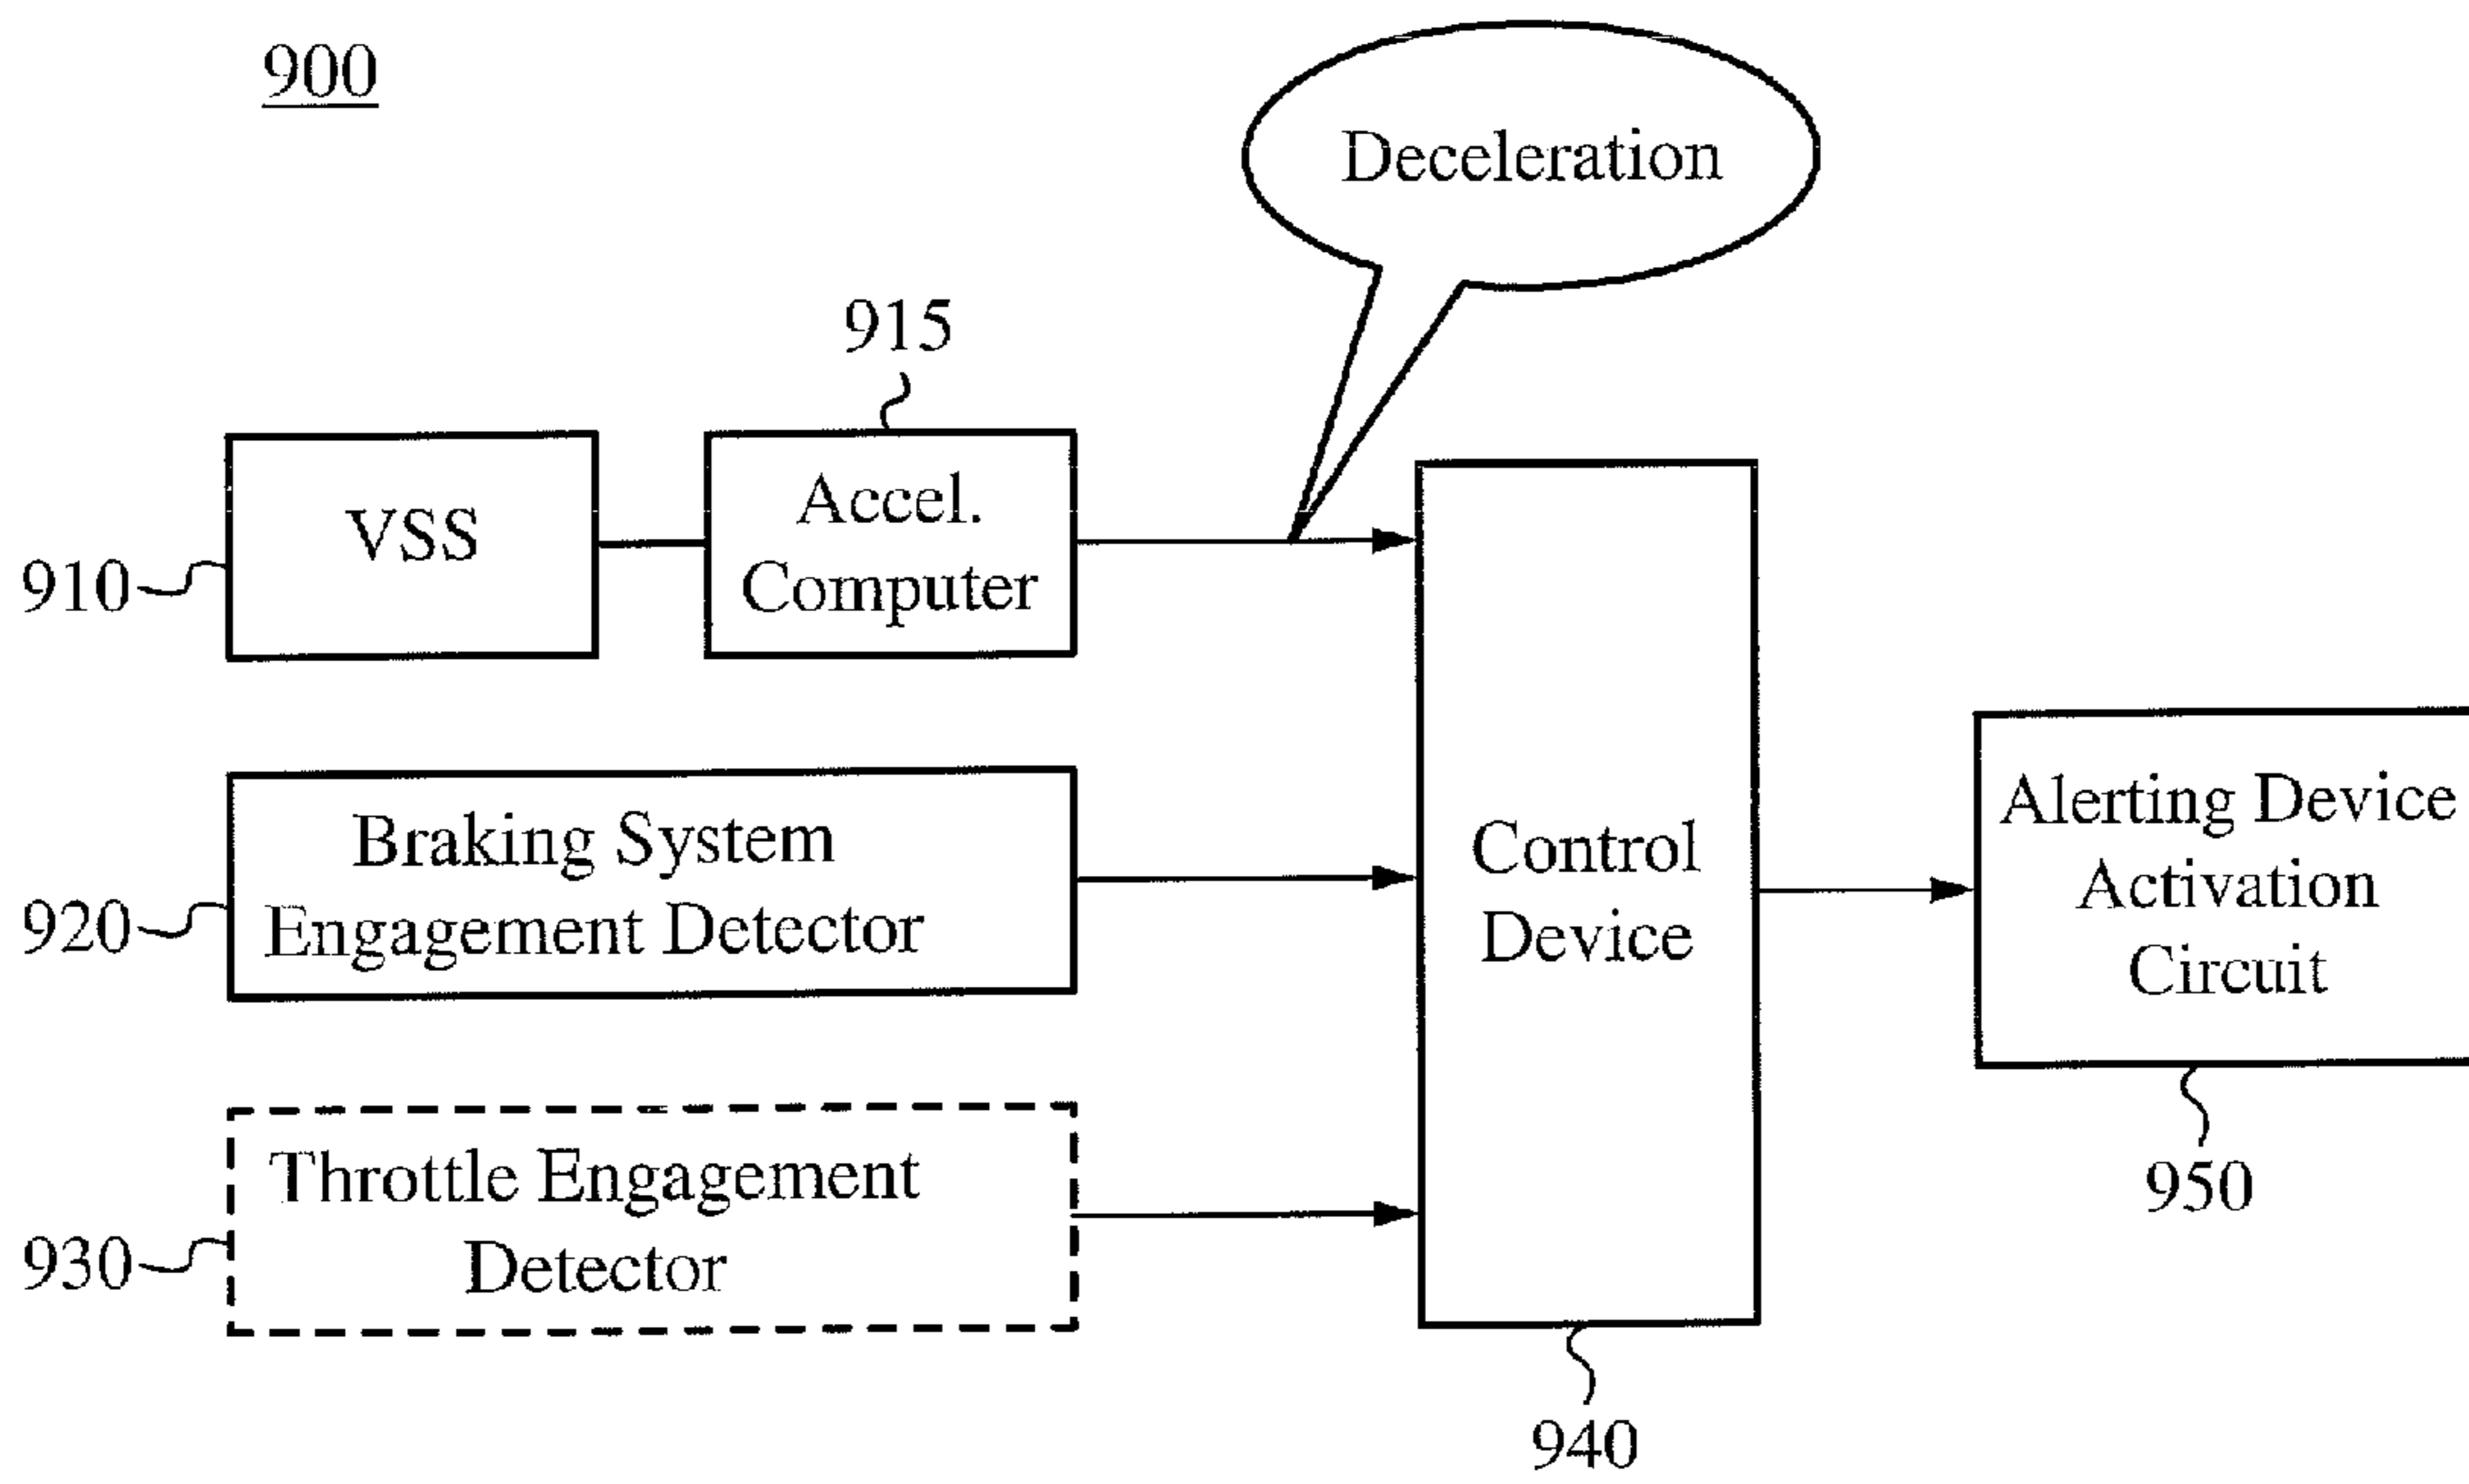 900
Deceleration
915
VSS
Accel.
Computer
910
Braking System
Engagement Detector
920
Control
Device
Alerting Device
Activation
Circuit
Throttle Engagement
Detector
930
950
940